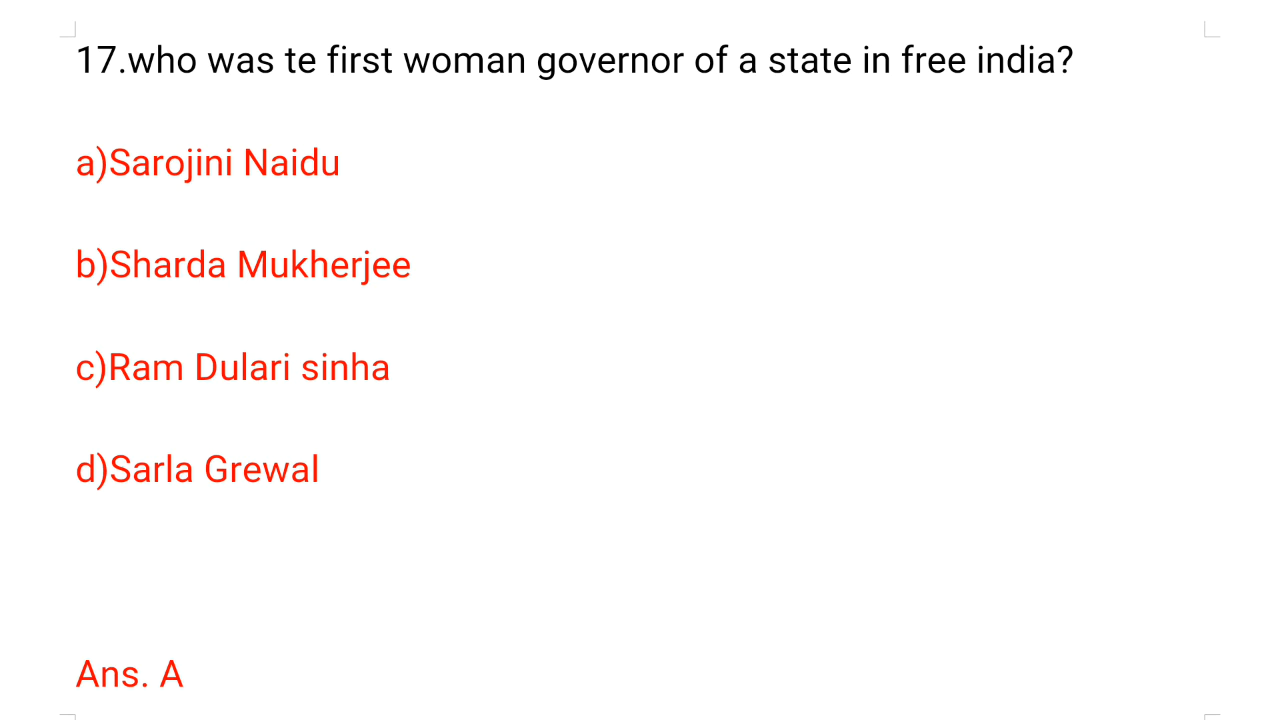 17.who was te first woman governor of a state in free india?
a)Sarojini Naidu
b)Sharda Mukherjee
c)Ram Dulari sinha
d)Sarla Grewal
Ans. A